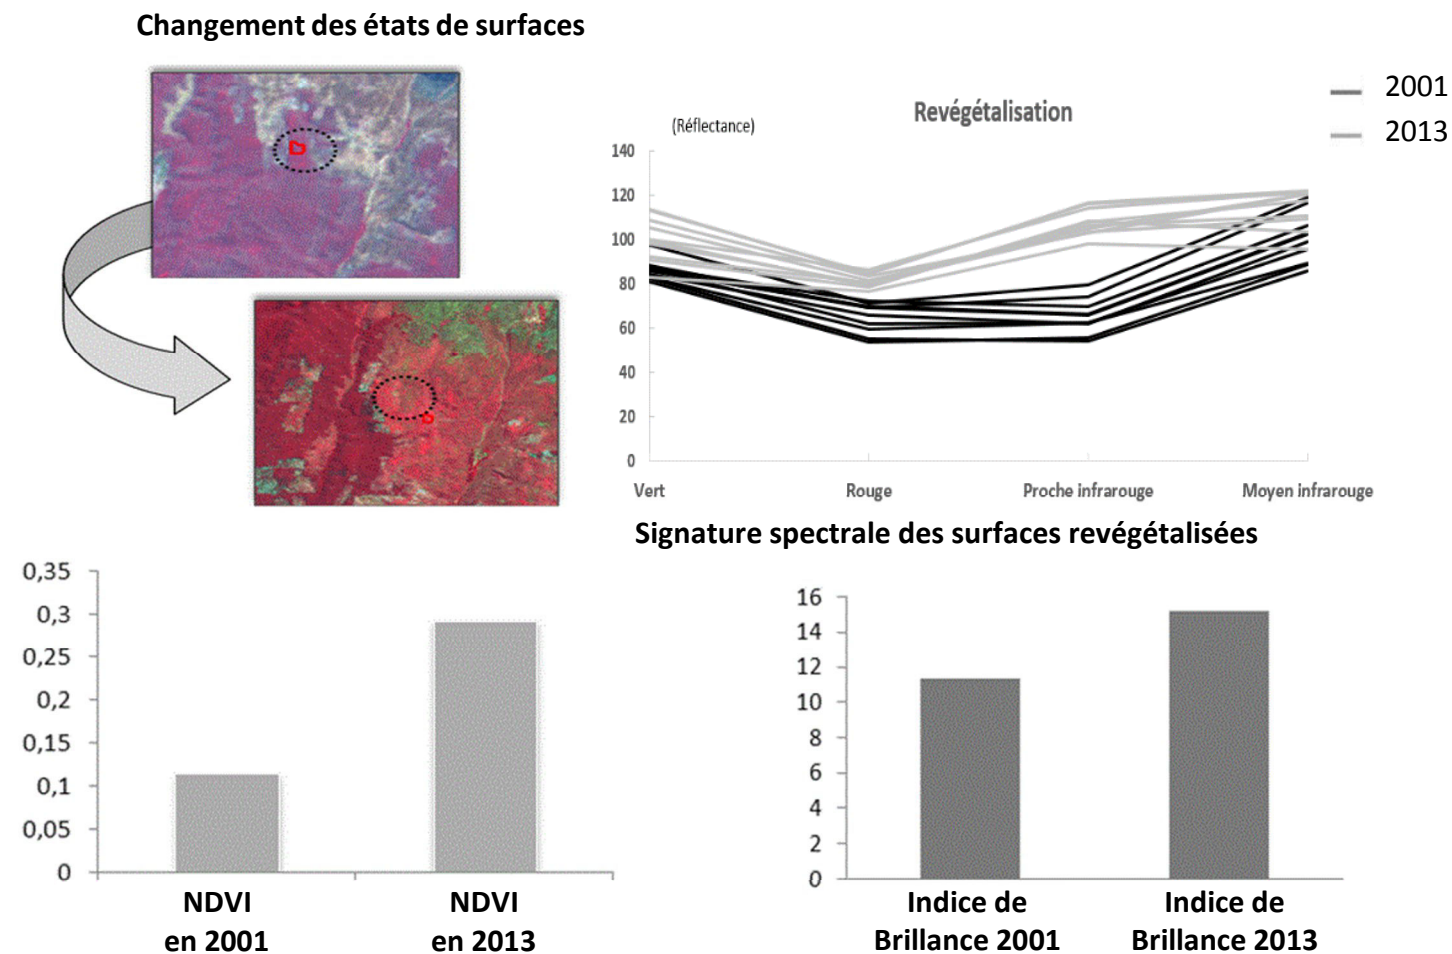 Changement des états de surfaces
2001
2013
Revégétalisation
(Réflectance)
140
120
100
80
60
40
20
0
Vert
Rouge
Proche infrarouge
Moyen infrarouge
Signature spectrale des surfaces revégétalisées
0,35
0,3
0,25
0,2
0,15
0,1
0,05
0
NDVI
en 2001
NDVI
en 2013
16
14
12
10
8
6
4
2
0
Indice de
Brillance 2001
Indice de
Brillance 2013